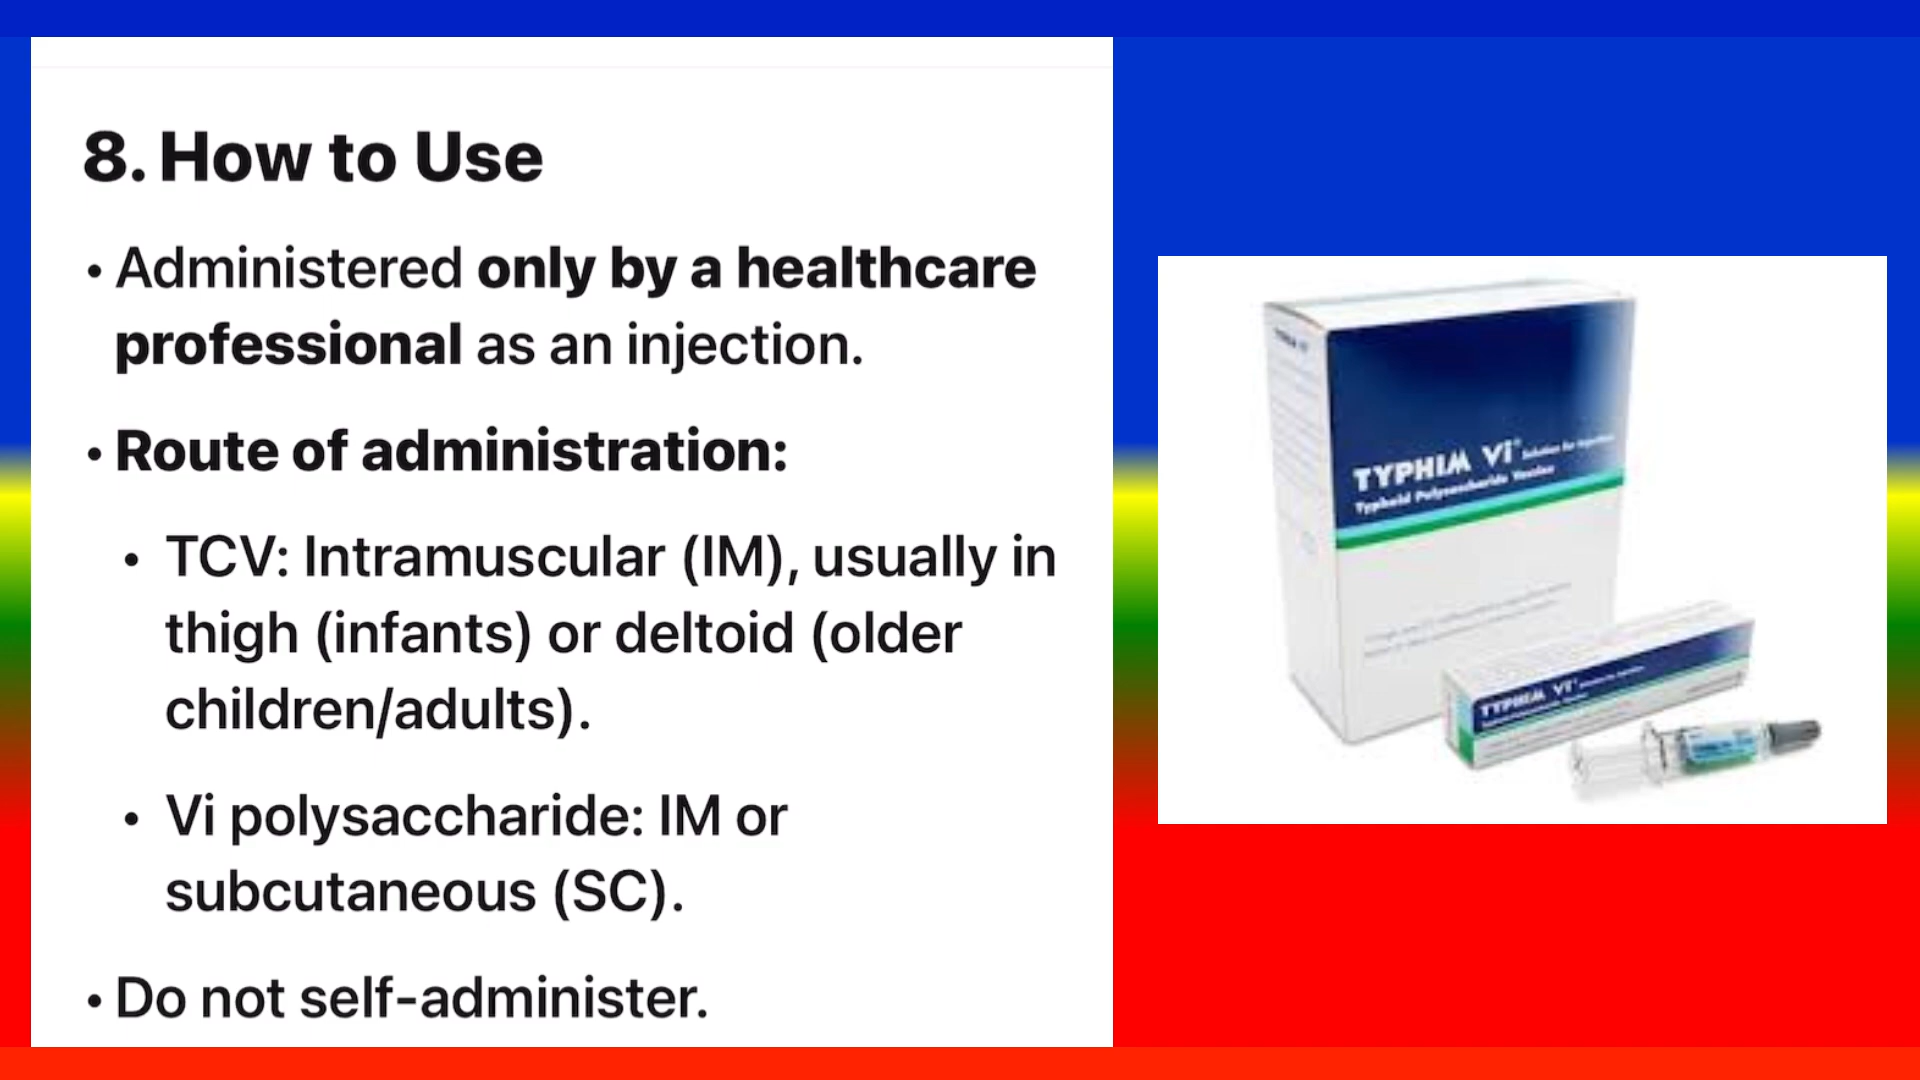 8. How to Use
• Administered only by a healthcare
professional as an injection.
• Route of administration:
• TCV: Intramuscular (IM), usually in
thigh (infants) or deltoid (older
children/adults).
• Vi polysaccharide: IM or
subcutaneous (SC).
• Do not self-administer.
TYPHIM Vi® Solution for Injection
Typhoid Polysaccharide Vaccine
TYPHIM Vi®